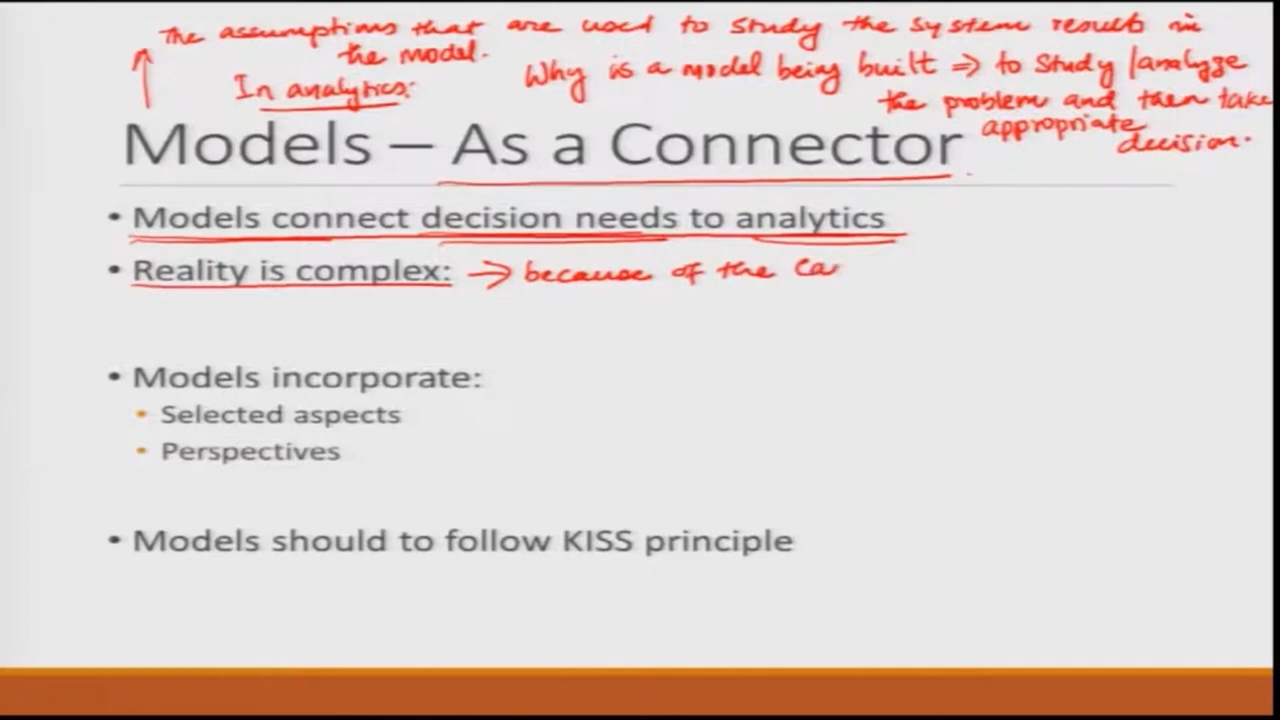 The assumptions that are used to study the system results in
the model.
In analytics:
Why is a model being built => to study / analyze
the problem and then take
appropriate
decision.
Models – As a Connector
• Models connect decision needs to analytics
• Reality is complex: → because of the ca
• Models incorporate:
• Selected aspects
• Perspectives
• Models should to follow KISS principle